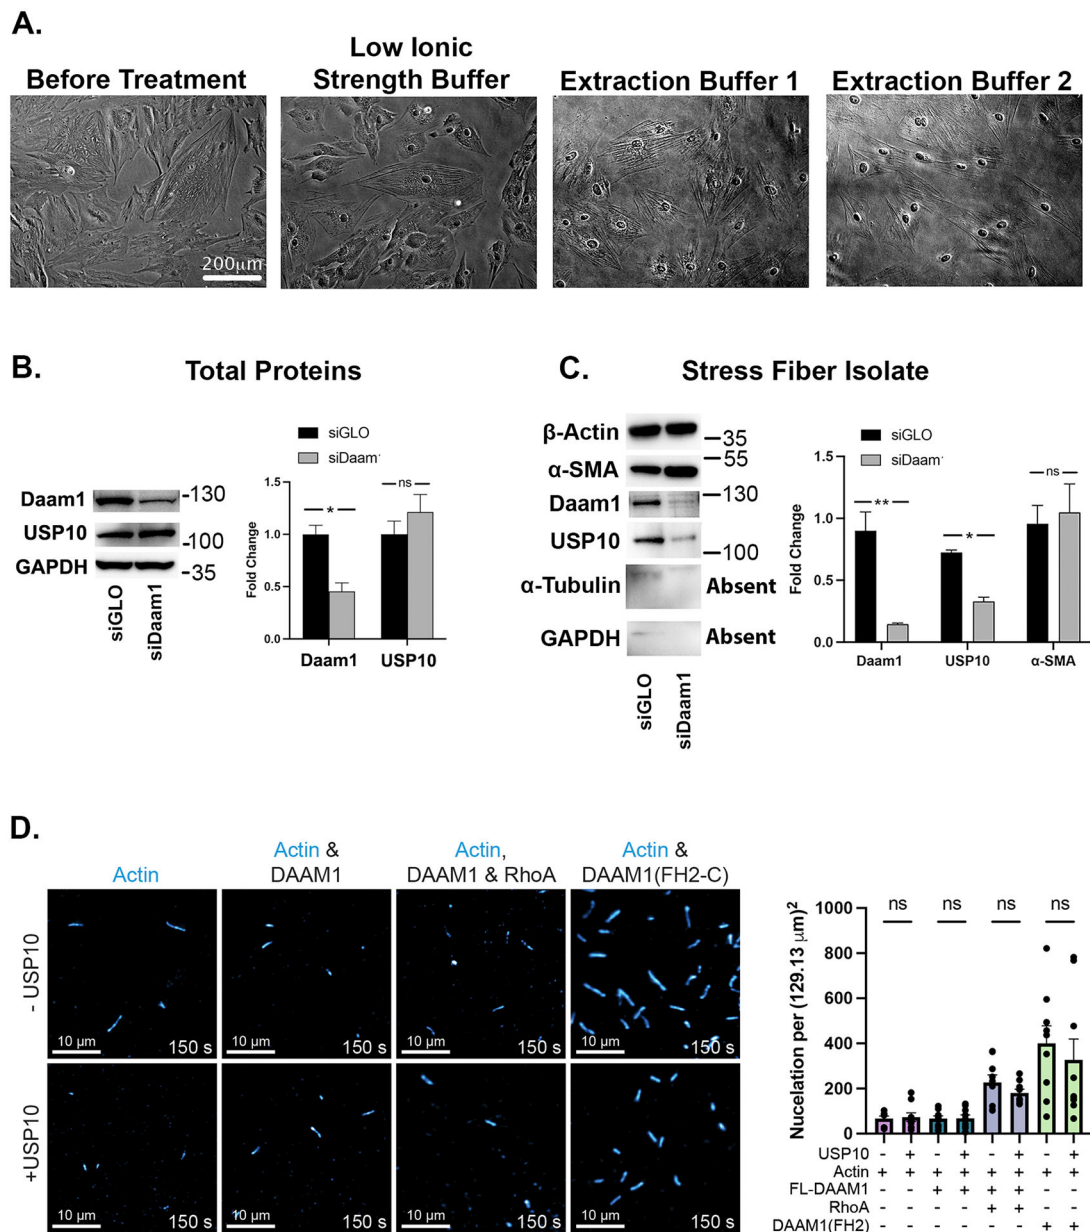 A.
Before Treatment
Low Ionic
Strength Buffer
Extraction Buffer 1
Extraction Buffer 2
200µm
B.
Total Proteins
siGLO
siDaam
Daam1
USP10
GAPDH
-130
-100
-35
siGLO
siDaam1
Fold Change
1.5
1.0
0.5
0.0
*
ns
Daam1
USP10
C.
Stress Fiber Isolate
β-Actin
α-SMA
Daam1
USP10
α-Tubulin
GAPDH
35
55
130
100
Absent
Absent
siGLO
siDaam1
siGLO
siDaam
Fold Change
1.5
1.0
0.5
0.0
**
*
ns
Daam1
USP10
α-SMA
D.
Actin
Actin &
DAAM1
Actin,
DAAM1 & RhoA
Actin &
DAAM1(FH2-C)
- USP10
10 µm 150 s
10 µm 150 s
10 µm 150 s
10 µm 150 s
+USP10
10 µm 150 s
10 µm 150 s
10 µm 150 s
10 µm 150 s
Nucelation per (129.13 µm)²
1000
800
600
400
200
0
ns ns ns ns
USP10 - + - + - + - +
Actin + + + + + + + +
FL-DAAM1 - - + + + + - -
RhoA - - - - + + - -
DAAM1(FH2) - - - - - - + +